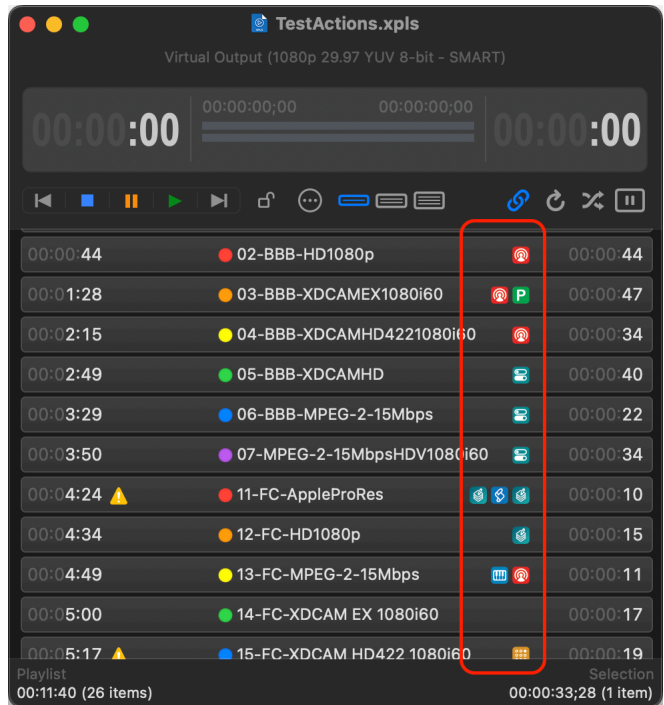 TestActions.xpls
Virtual Output (1080p 29.97 YUV 8-bit - SMART)
00:00:00 00:00:00;00 00:00:00;00 00:00:00
00:00:44 02-BBB-HD1080p 00:00:44
00:01:28 03-BBB-XDCAMEX1080i60 P 00:00:47
00:02:15 04-BBB-XDCAMHD4221080i60 00:00:34
00:02:49 05-BBB-XDCAMHD 00:00:40
00:03:29 06-BBB-MPEG-2-15Mbps 00:00:22
00:03:50 07-MPEG-2-15MbpsHDV1080i60 00:00:34
00:04:24 11-FC-AppleProRes 00:00:10
00:04:34 12-FC-HD1080p 00:00:15
00:04:49 13-FC-MPEG-2-15Mbps 00:00:11
00:05:00 14-FC-XDCAM EX 1080i60 00:00:17
00:05:17 15-FC-XDCAM HD422 1080i60 00:00:19
Playlist Selection
00:11:40 (26 items) 00:00:33;28 (1 item)